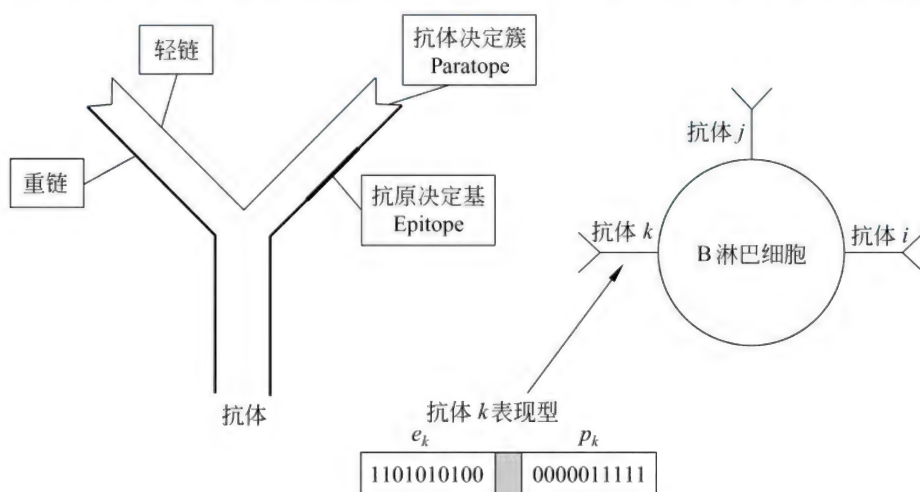 轻链
抗体决定簇
Paratope
重链
抗原决定基
Epitope
抗体
抗体 j
抗体 k
B 淋巴细胞
抗体 i
抗体 k 表现型
e_k
p_k
1101010100
0000011111